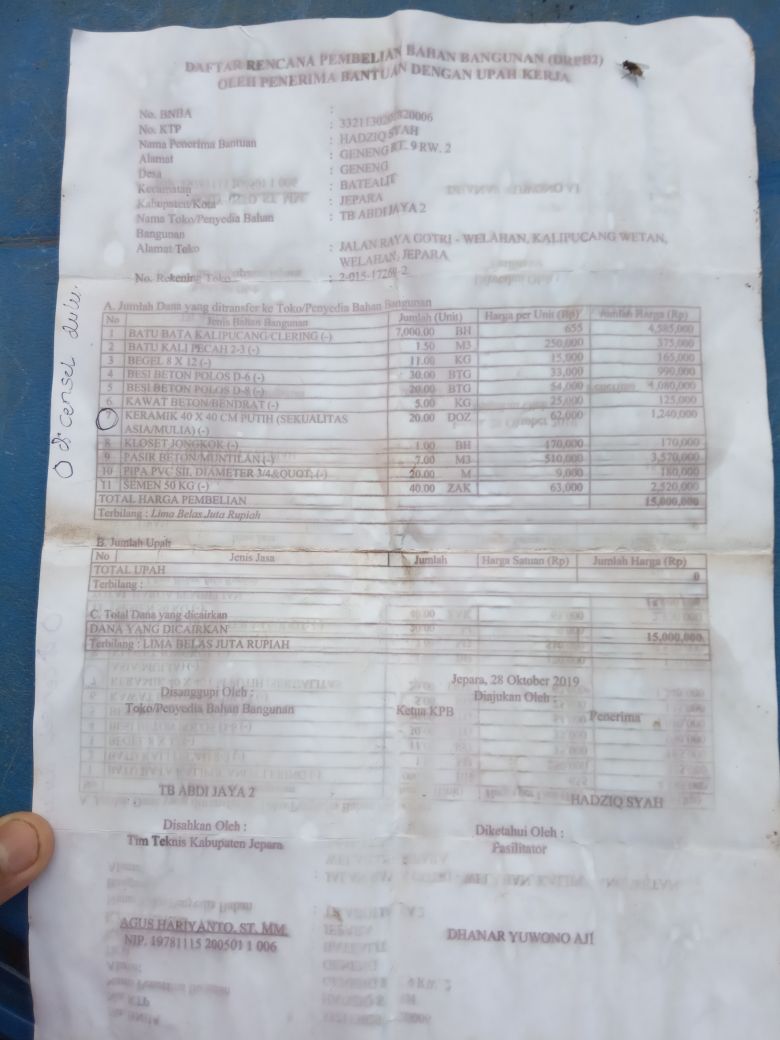 DAFTAR RENCANA PEMBELIAN BAHAN BANGUNAN (DRPB2)
OLEH PENERIMA BANTUAN DENGAN UPAH KERJA
No. BNBA :
No. KTP :
Nama Penerima Bantuan : HADZIQ SYAH
Alamat : GENENG RT. 9 RW. 2
Desa : GENENG
Kecamatan : BATEALIT
Kabupaten/Kota : JEPARA
Nama Toko/Penyedia Bahan : TB ABDI JAYA 2
Bangunan
Alamat Toko : JALAN RAYA GOTRI - WELAHAN, KALIPUCANG WETAN,
WELAHAN, JEPARA
No. Rekening Toko :
A. Jumlah Dana yang ditransfer ke Toko/Penyedia Bahan Bangunan
No Jenis Bahan Bangunan Jumlah (Unit) Harga per Unit (Rp) Jumlah Harga (Rp)
1 BATU BATA KALIPUCANG/CLERING (-) 7,000.00 BH 655 4,585,000
2 BATU KALI PECAH 2-3 (-) 1.50 M3 250,000 375,000
3 BEGEL 8 X 12 (-) 11.00 KG 15,000 165,000
4 BESI BETON POLOS D-6 (-) 30.00 BTG 33,000 990,000
5 BESI BETON POLOS D-8 (-) 20.00 BTG 54,000 1,080,000
6 KAWAT BETON/BENDRAT (-) 5.00 KG 25,000 125,000
7 KERAMIK 40 X 40 CM PUTIH (SEKUALITAS 20.00 DOZ 62,000 1,240,000
ASIA/MULIA) (-)
8 KLOSET JONGKOK (-) 1.00 BH 170,000 170,000
9 PASIR BETON/MUNTILAN (-) 7.00 M3 510,000 3,570,000
10 PIPA PVC SII, DIAMETER 3/4&QUOT; (-) 20.00 M 9,000 180,000
11 SEMEN 50 KG (-) 40.00 ZAK 63,000 2,520,000
TOTAL HARGA PEMBELIAN 15,000,000
Terbilang : Lima Belas Juta Rupiah
O di censel dulu.
B. Jumlah Upah
No Jenis Jasa Jumlah Harga Satuan (Rp) Jumlah Harga (Rp)
TOTAL UPAH 0
Terbilang :
C. Total Dana yang dicairkan
DANA YANG DICAIRKAN 15,000,000
Terbilang : LIMA BELAS JUTA RUPIAH
Jepara, 28 Oktober 2019
Disanggupi Oleh : Diajukan Oleh :
Toko/Penyedia Bahan Bangunan Ketua KPB Penerima
TB ABDI JAYA 2 HADZIQ SYAH
Disahkan Oleh : Diketahui Oleh :
Tim Teknis Kabupaten Jepara Fasilitator
AGUS HARIYANTO, ST. MM. DHANAR YUWONO AJI
NIP. 19781115 200501 1 006